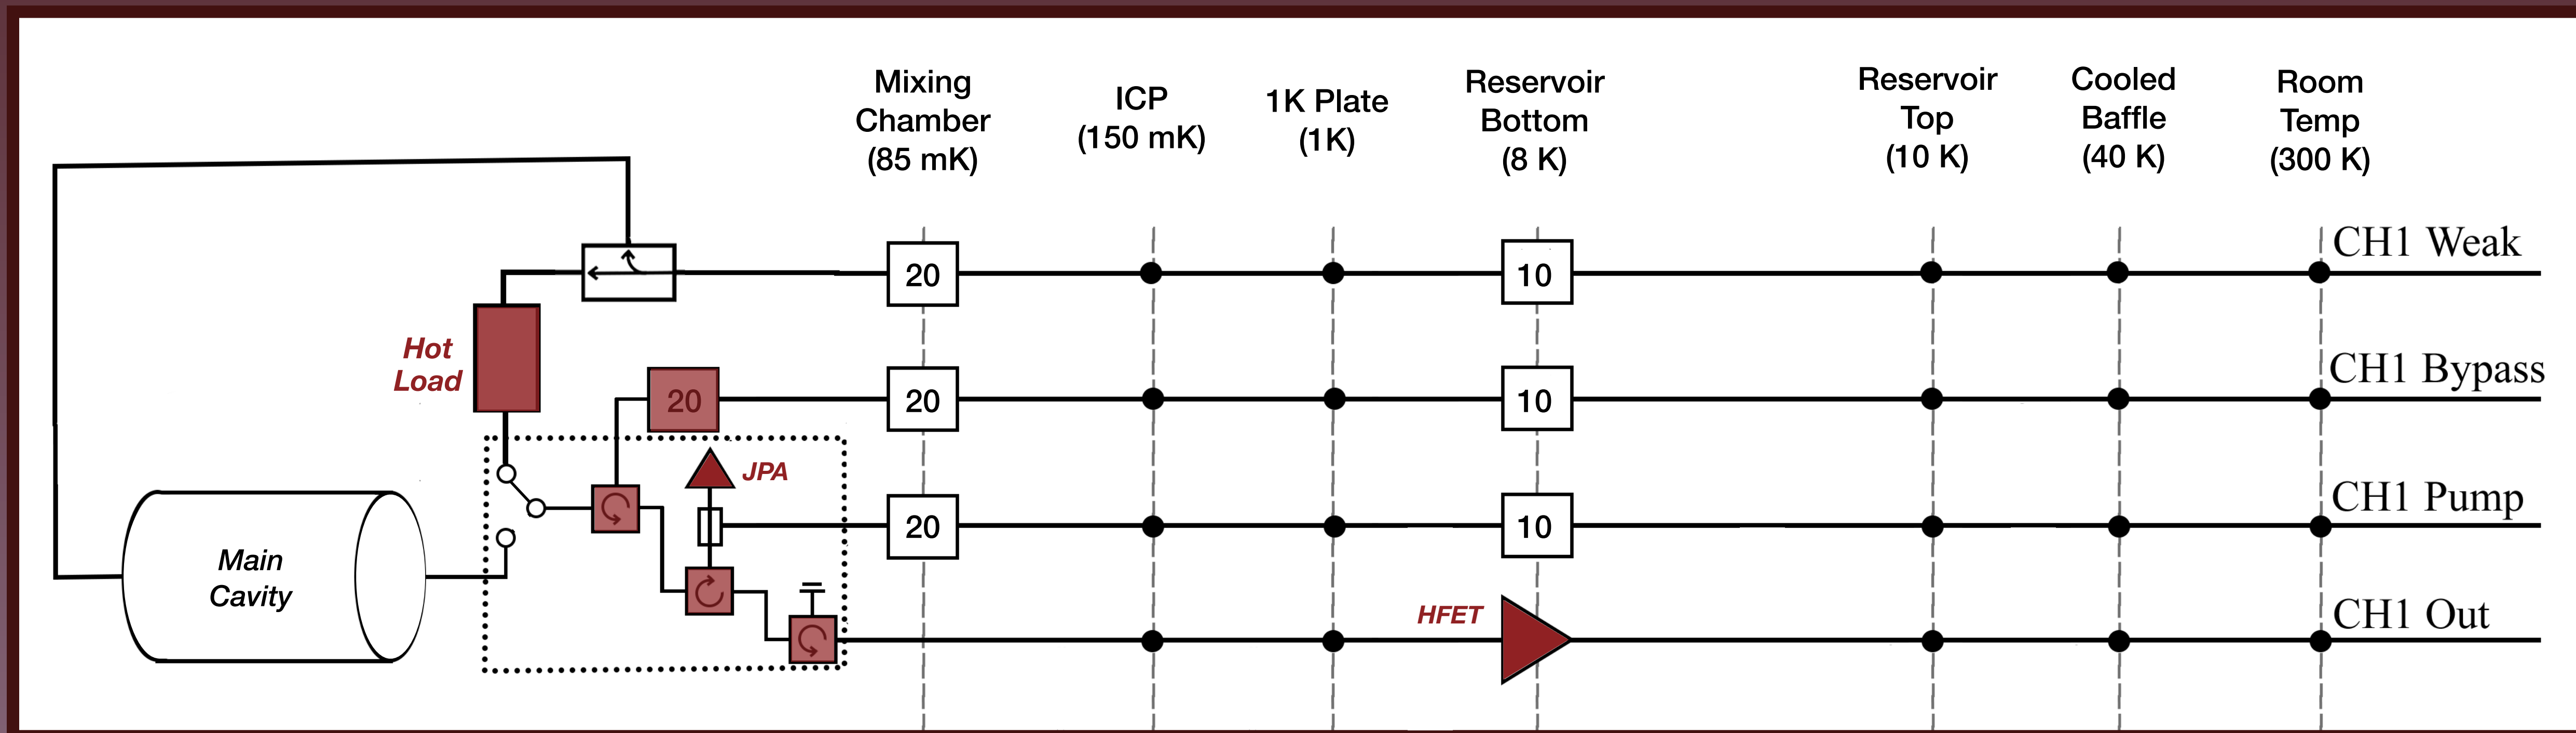 Mixing
Chamber
(85 mK)
ICP
(150 mK)
1K Plate
(1K)
Reservoir
Bottom
(8 K)
Reservoir
Top
(10 K)
Cooled
Baffle
(40 K)
Room
Temp
(300 K)
20
10
CH1 Weak
Hot
Load
20
20
10
CH1 Bypass
JPA
20
10
CH1 Pump
Main
Cavity
HFET
CH1 Out